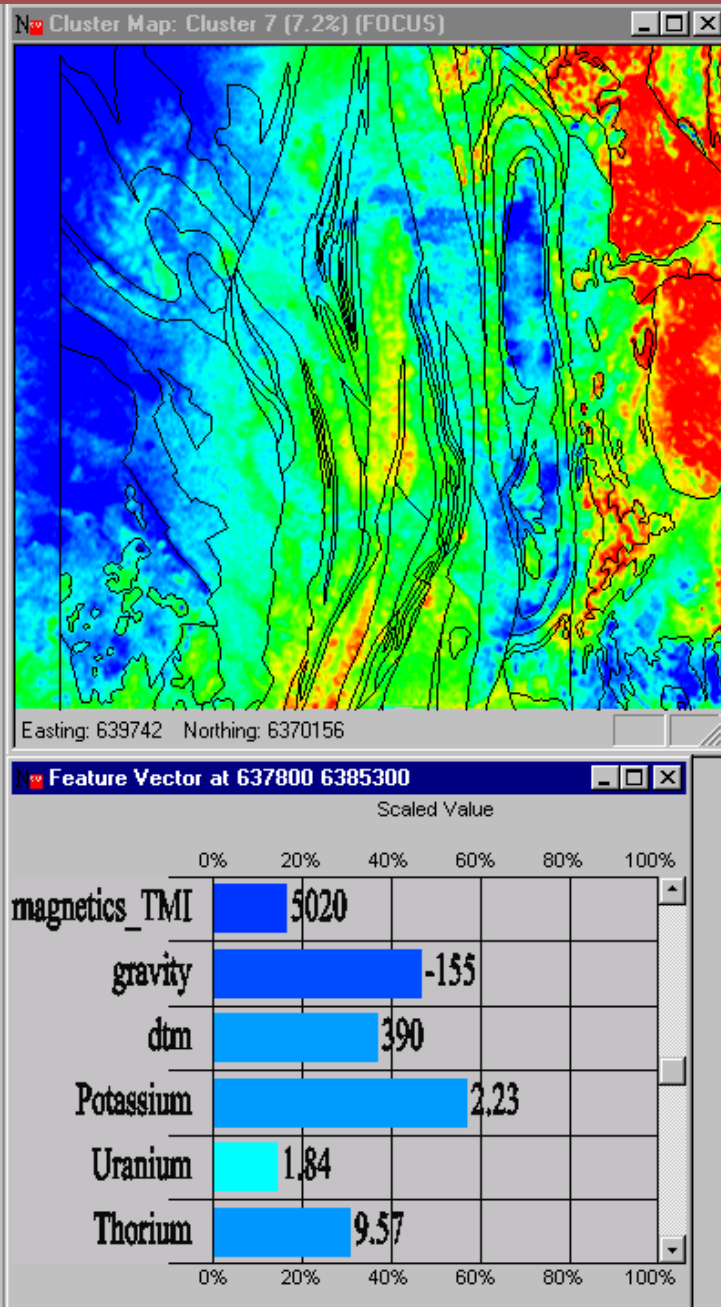 Cluster Map: Cluster 7 (7.2%) (FOCUS)
Easting: 639742 Northing: 6370156
Feature Vector at 637800 6385300
Scaled Value
0% 20% 40% 60% 80% 100%
magnetics_TMI 5020
gravity -155
dtm 390
Potassium 2.23
Uranium 1.84
Thorium 9.57
0% 20% 40% 60% 80% 100%